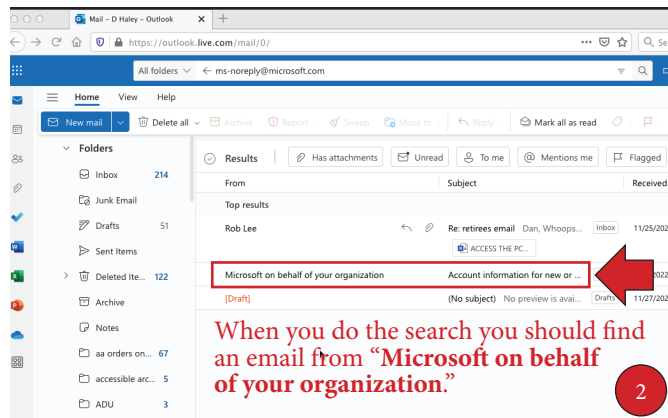 Mail - D Haley - Outlook
https://outlook.live.com/mail/0/
Se
All folders
ms-noreply@microsoft.com
Home View Help
New mail Delete all Archive Report Sweep Move to Reply Mark all as read
Folders
Results Has attachments Unread To me Mentions me Flagged
Inbox 214
From Subject Received
Junk Email
Top results
Drafts 51
Rob Lee Re: retirees email Dan, Whoops... Inbox 11/25/202
ACCESS THE PC...
Sent Items
Deleted Ite... 122
Microsoft on behalf of your organization Account information for new or ... 2022
Archive
[Draft] (No subject) No preview is avai... Drafts 11/27/202
Notes
aa orders on... 67
accessible arc... 5
ADU 3
When you do the search you should find
an email from “Microsoft on behalf
of your organization.”
2